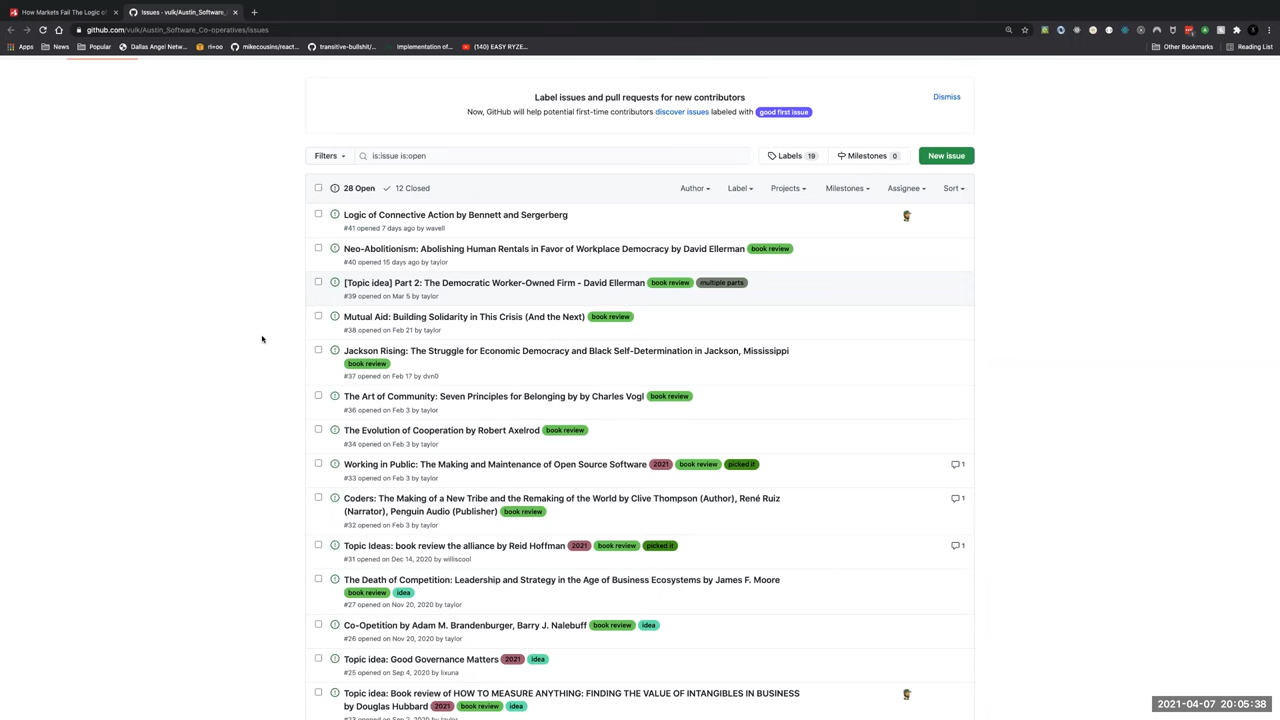 How Markets Fail The Logic of
Issues · vulk/Austin_Software_
github.com/vulk/Austin_Software_Co-operatives/issues
Apps
News
Popular
Dallas Angel Netw...
ri+oo
mikecousins/react...
transitive-bullshit/...
Implementation of...
(140) EASY RYZE...
Other Bookmarks
Reading List
Label issues and pull requests for new contributors
Dismiss
Now, GitHub will help potential first-time contributors discover issues labeled with good first issue
Filters
is:issue is:open
Labels 19
Milestones 0
New issue
28 Open
12 Closed
Author
Label
Projects
Milestones
Assignee
Sort
Logic of Connective Action by Bennett and Sergerberg
#41 opened 7 days ago by wavell
Neo-Abolitionism: Abolishing Human Rentals in Favor of Workplace Democracy by David Ellerman book review
#40 opened 15 days ago by taylor
[Topic idea] Part 2: The Democratic Worker-Owned Firm - David Ellerman book review multiple parts
#39 opened on Mar 5 by taylor
Mutual Aid: Building Solidarity in This Crisis (And the Next) book review
#38 opened on Feb 21 by taylor
Jackson Rising: The Struggle for Economic Democracy and Black Self-Determination in Jackson, Mississippi
book review
#37 opened on Feb 17 by dvn0
The Art of Community: Seven Principles for Belonging by by Charles Vogl book review
#36 opened on Feb 3 by taylor
The Evolution of Cooperation by Robert Axelrod book review
#34 opened on Feb 3 by taylor
Working in Public: The Making and Maintenance of Open Source Software 2021 book review picked it
1
#33 opened on Feb 3 by taylor
Coders: The Making of a New Tribe and the Remaking of the World by Clive Thompson (Author), René Ruiz
1
(Narrator), Penguin Audio (Publisher) book review
#32 opened on Feb 3 by taylor
Topic Ideas: book review the alliance by Reid Hoffman 2021 book review picked it
1
#31 opened on Dec 14, 2020 by williscool
The Death of Competition: Leadership and Strategy in the Age of Business Ecosystems by James F. Moore
book review idea
#27 opened on Nov 20, 2020 by taylor
Co-Opetition by Adam M. Brandenburger, Barry J. Nalebuff book review idea
#26 opened on Nov 20, 2020 by taylor
Topic idea: Good Governance Matters 2021 idea
#25 opened on Sep 4, 2020 by lixuna
Topic idea: Book review of HOW TO MEASURE ANYTHING: FINDING THE VALUE OF INTANGIBLES IN BUSINESS
by Douglas Hubbard 2021 book review idea
#23 opened on Sep 2, 2020 by taylor
2021-04-07 20:05:38